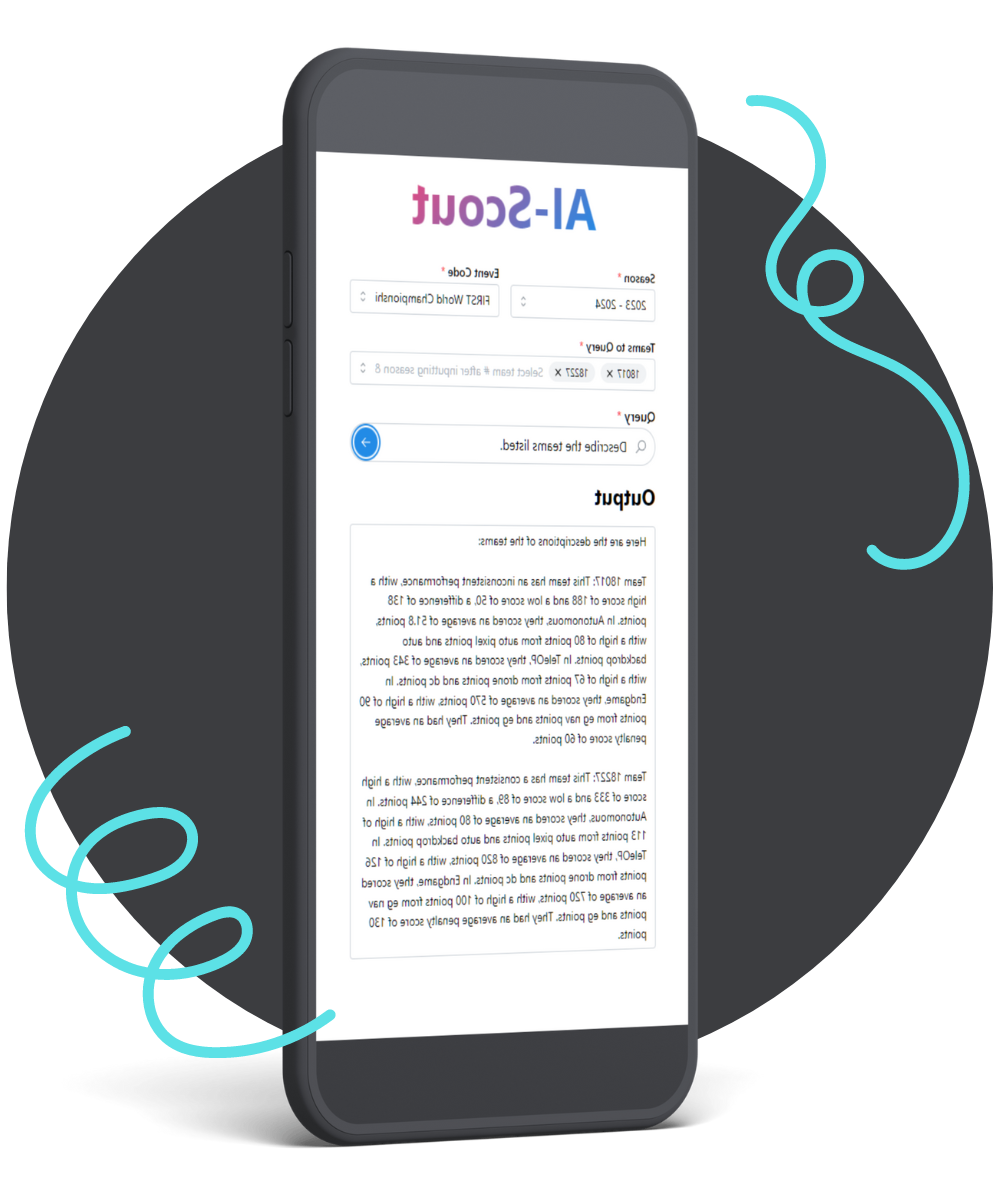 AI-Scout
Season * Event Code *
2023 - 2024 FIRST World Championshi
Teams to Query *
18017 × 18227 × Select team # after inputting season &
Query *
Describe the teams listed.
Output
Here are the descriptions of the teams:
Team 18017: This team has an inconsistent performance, with a
high score of 188 and a low score of 50, a difference of 138
points. In Autonomous, they scored an average of 51.8 points,
with a high of 80 points from auto pixel points and auto
backdrop points. In TeleOP, they scored an average of 343 points,
with a high of 67 points from drone points and dc points. In
Endgame, they scored an average of 570 points, with a high of 90
points from eg nav points and eg points. They had an average
penalty score of 60 points.
Team 18227: This team has a consistent performance, with a high
score of 333 and a low score of 89, a difference of 244 points. In
Autonomous, they scored an average of 80 points, with a high of
113 points from auto pixel points and auto backdrop points. In
TeleOP, they scored an average of 820 points, with a high of 126
points from drone points and dc points. In Endgame, they scored
an average of 720 points, with a high of 100 points from eg nav
points and eg points. They had an average penalty score of 130
points.